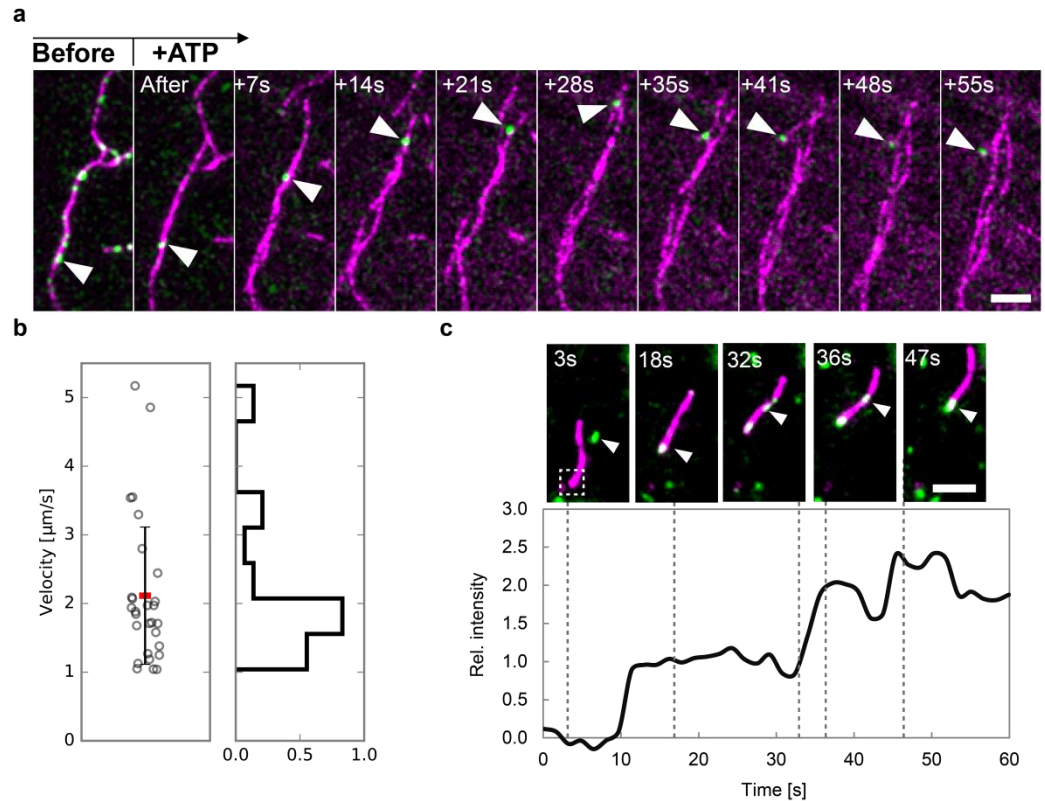 a
Before +ATP
After +7s +14s +21s +28s +35s +41s +48s +55s
b
c
5
4
3
2
1
0
Velocity [µm/s]
0.0 0.5 1.0
3s 18s 32s 36s 47s
3.0
2.5
2.0
1.5
1.0
0.5
0.0
Rel. intensity
0 10 20 30 40 50 60
Time [s]